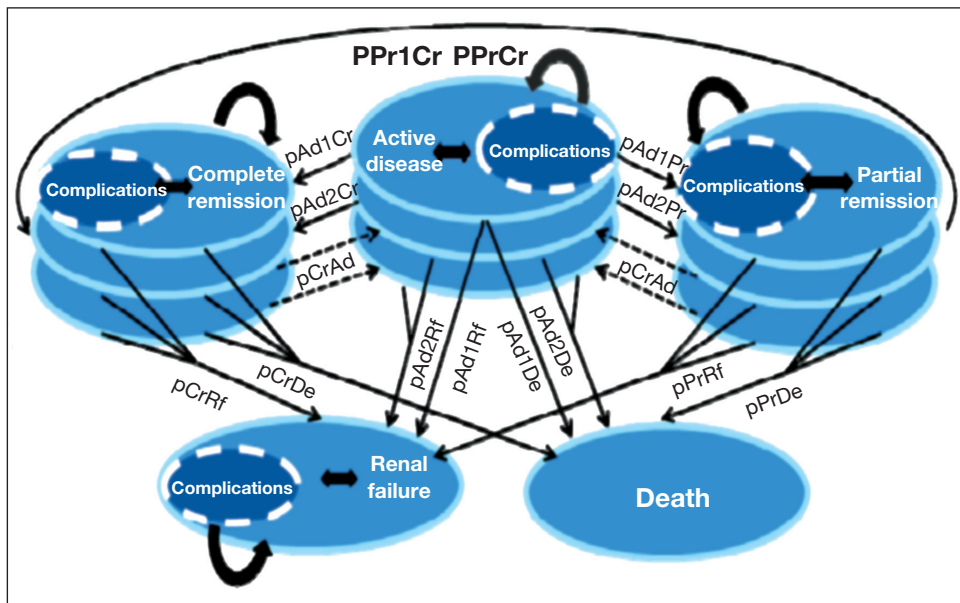 PPr1Cr PPrCr
Complications
Complete
remission
pAd1Cr
pAd2Cr
pCrAd
Active
disease
Complications
pAd1Pr
pAd2Pr
pCrAd
Complications
Partial
remission
pCrRf
pCrDe
pAd2Rf
pAd1Rf
pAd1De
pAd2De
pPrRf
pPrDe
Complications
Renal
failure
Death